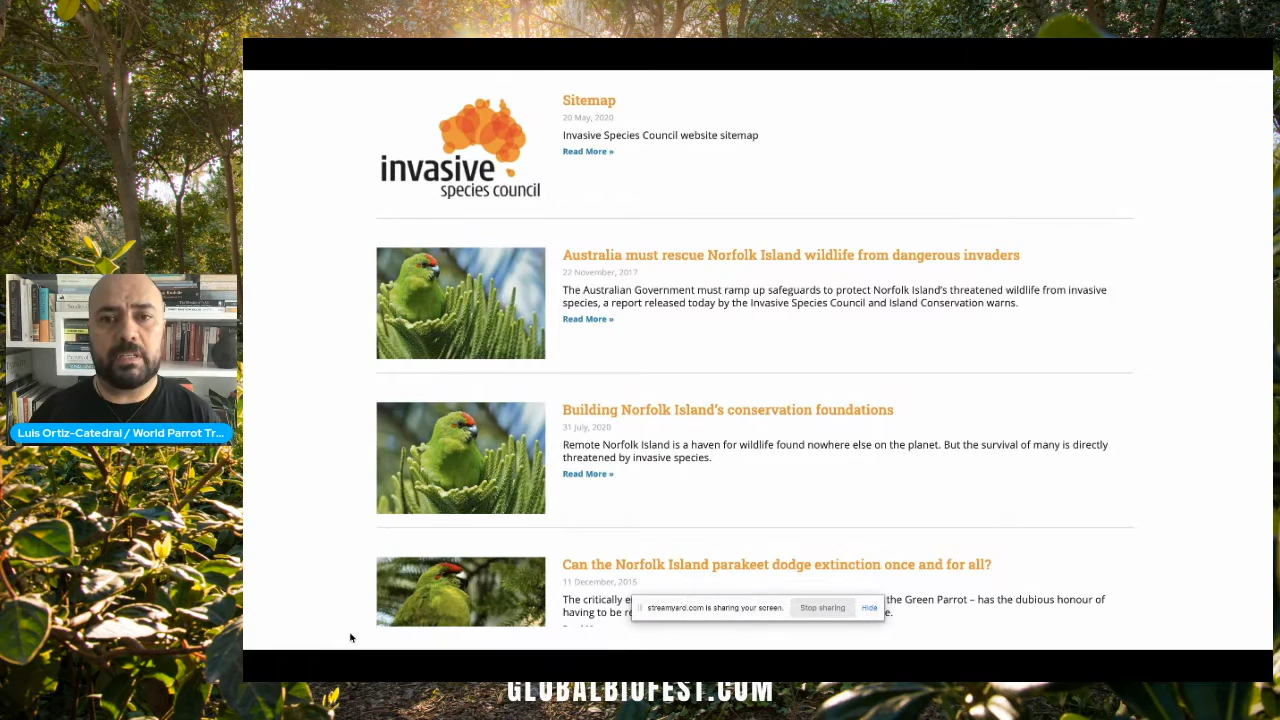 Sitemap
20 May, 2020
Invasive Species Council website sitemap
Read More »
invasive
species council
Australia must rescue Norfolk Island wildlife from dangerous invaders
22 November, 2017
The Australian Government must ramp up safeguards to protect Norfolk Island's threatened wildlife from invasive
species, a report released today by the Invasive Species Council and Island Conservation warns.
Read More »
Luis Ortiz-Catedral / World Parrot Tr...
Building Norfolk Island's conservation foundations
31 July, 2020
Remote Norfolk Island is a haven for wildlife found nowhere else on the planet. But the survival of many is directly
threatened by invasive species.
Read More »
Can the Norfolk Island parakeet dodge extinction once and for all?
11 December, 2015
The critically the Green Parrot – has the dubious honour of
having to be
streamyard.com is sharing your screen. Stop sharing Hide
GLOBALBIOFEST.COM